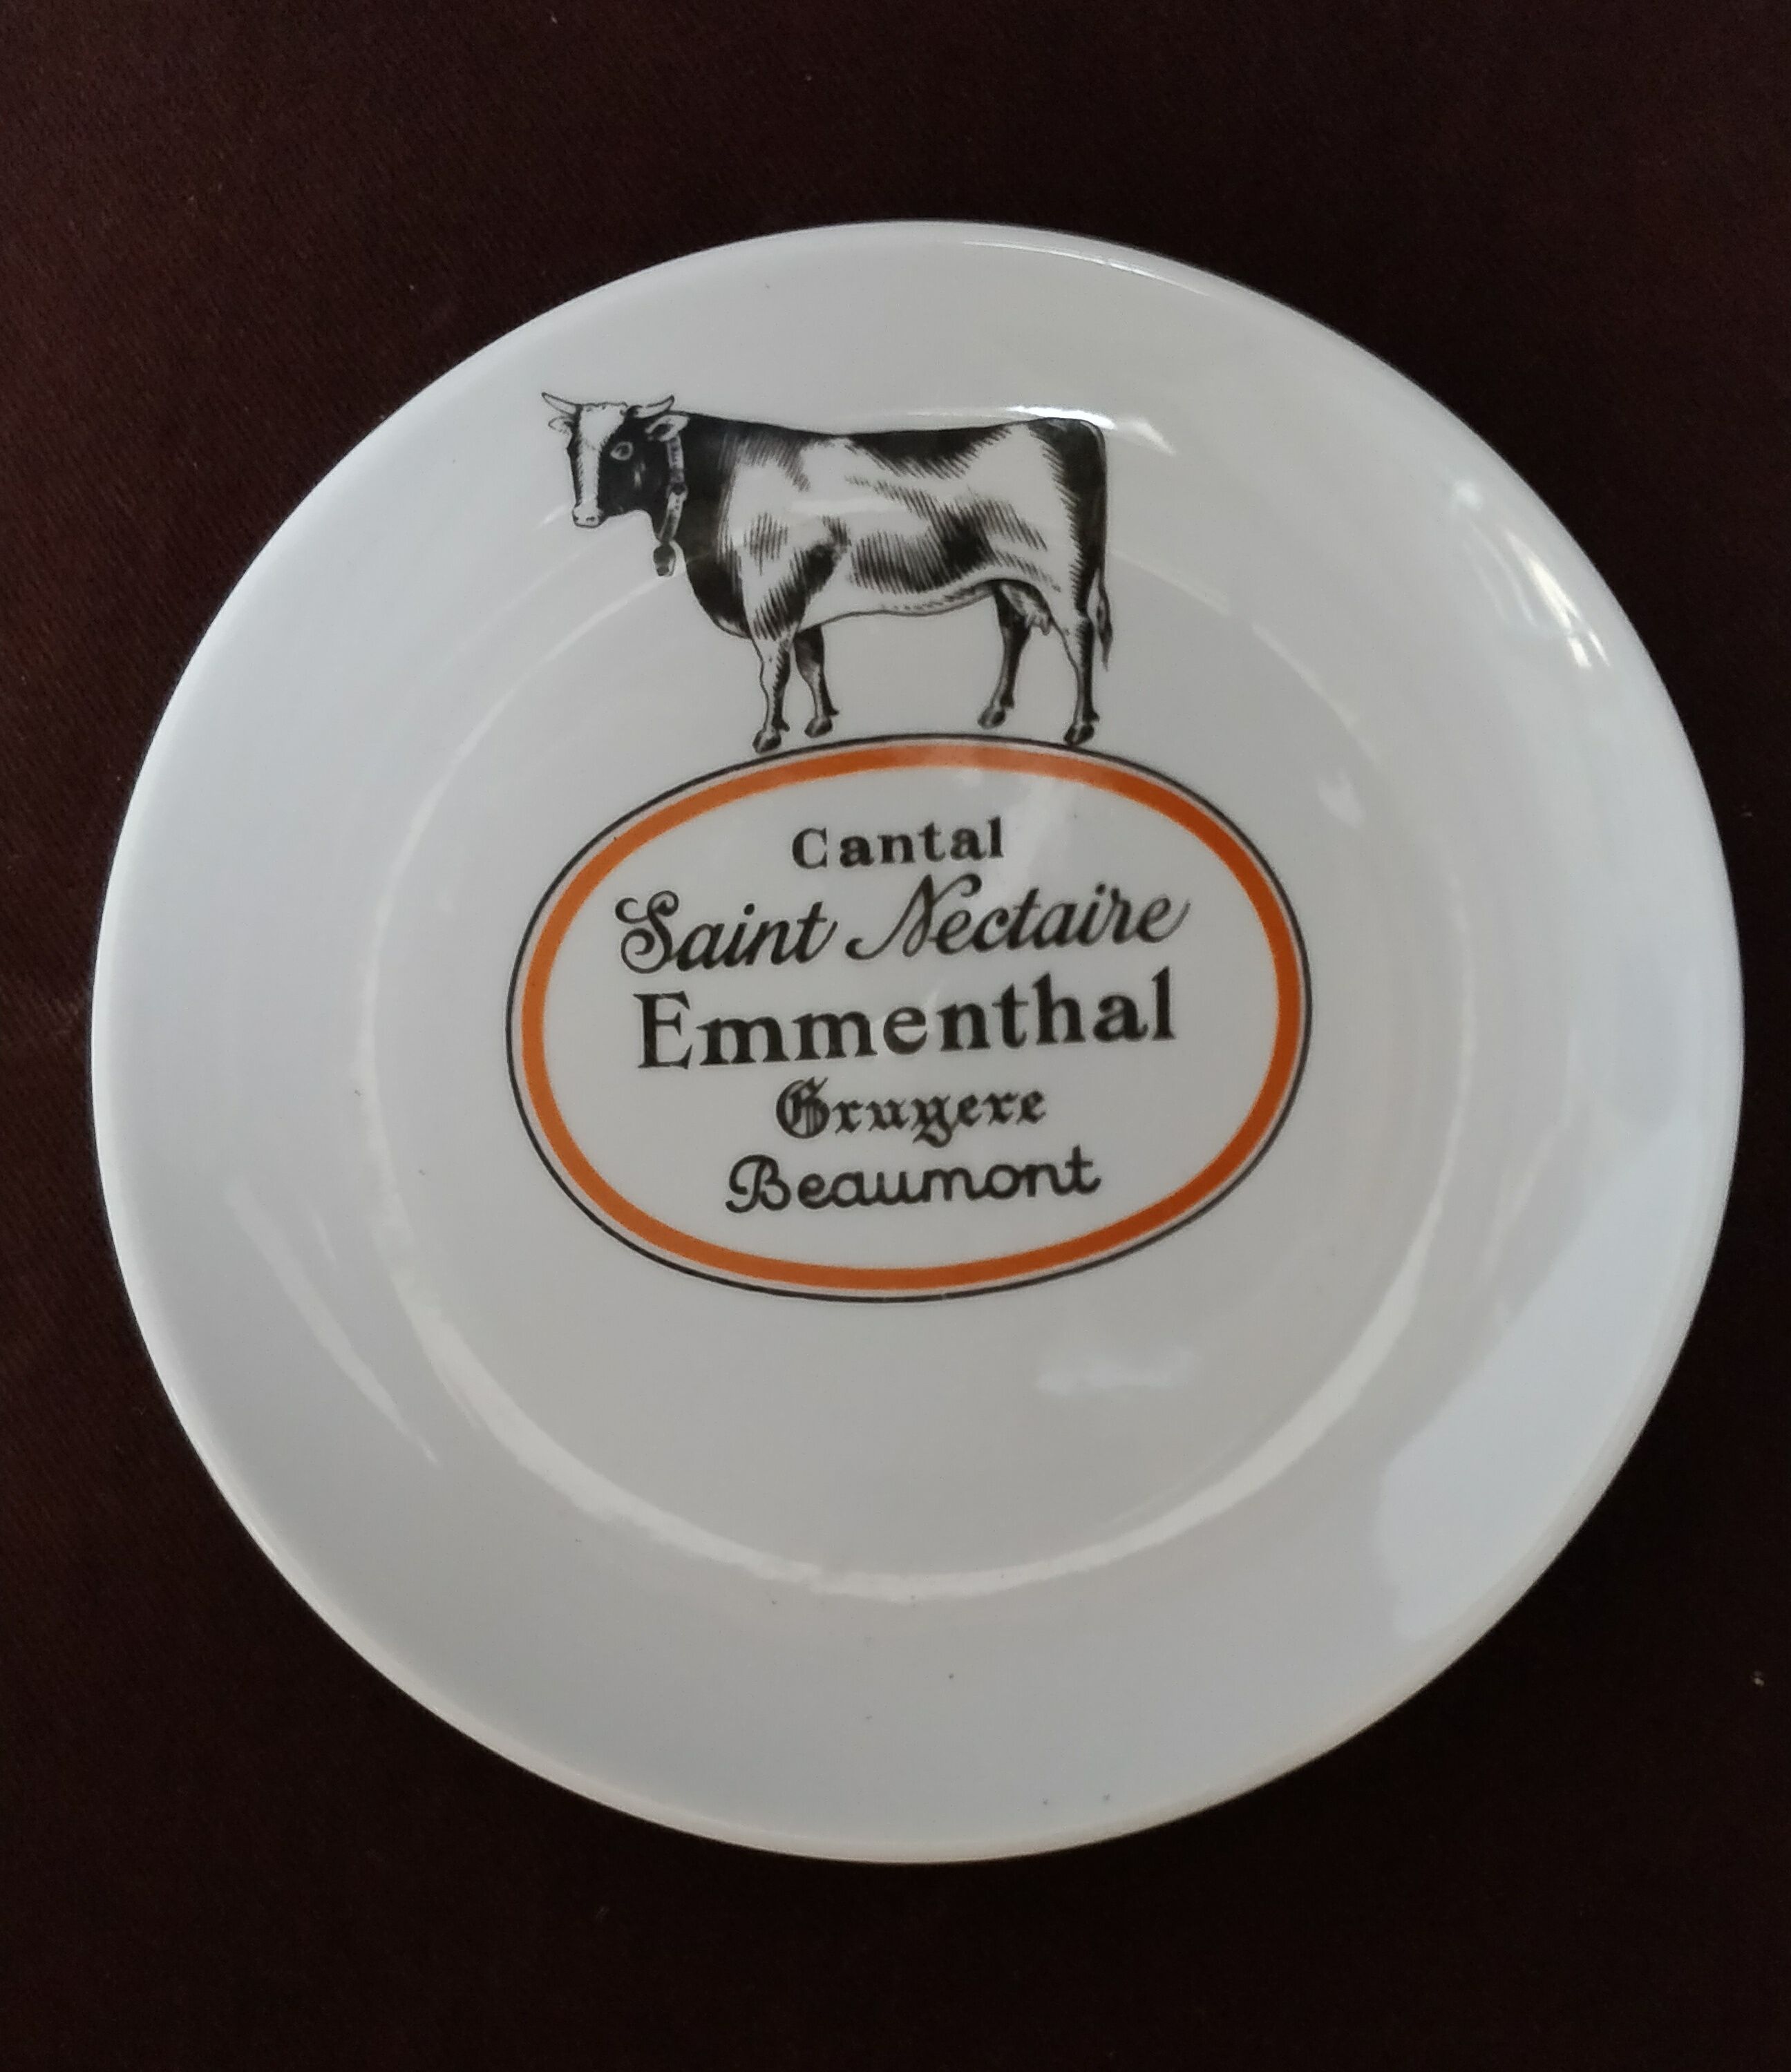 Cantal
Saint Nectaire
Emmenthal
Gruyere
Beaumont